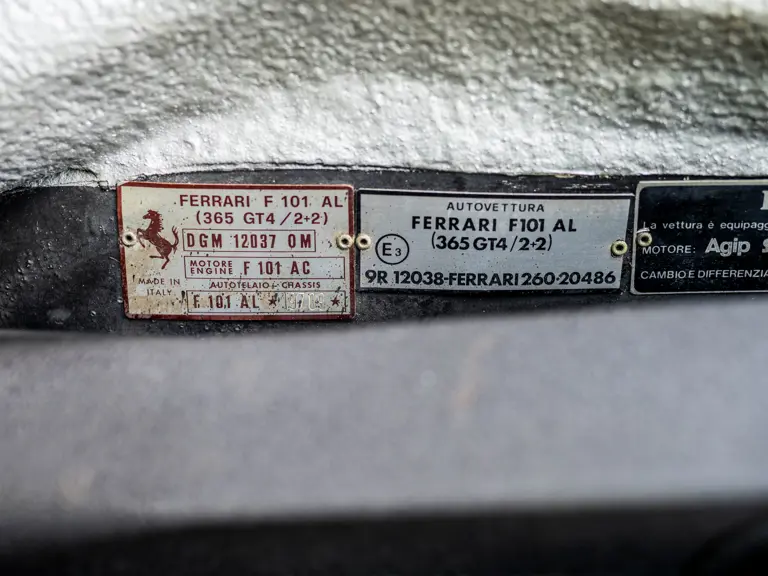 FERRARI F 101 AL
(365 GT4/2+2)
DGM 12037 OM
MOTORE
ENGINE
F 101 AC
MADE IN
ITALY
AUTOTELAIO - CHASSIS
F 101 AL ★ ★
AUTOVETTURA
FERRARI F101 AL
(365 GT4/2+2)
E3
9R 12038-FERRARI 260-20486
La vettura è equipagg
MOTORE: Agip
CAMBIO E DIFFERENZIA